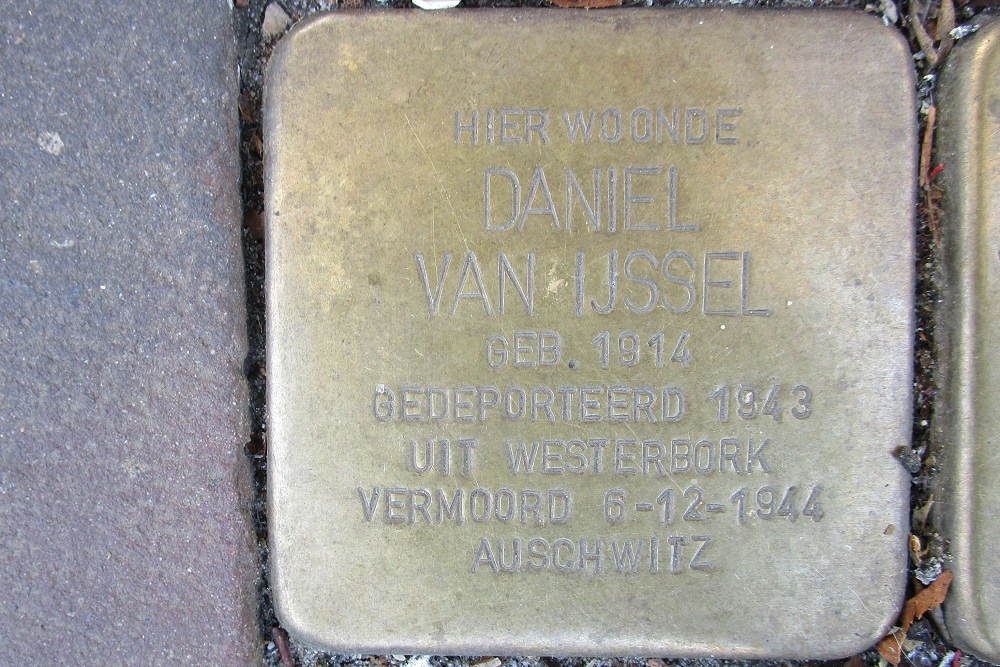 HIER WOONDE
DANIEL
VAN IJSSEL
GEB. 1914
GEDEPORTEERD 1943
UIT WESTERBORK
VERMOORD 6-12-1944
AUSCHWITZ